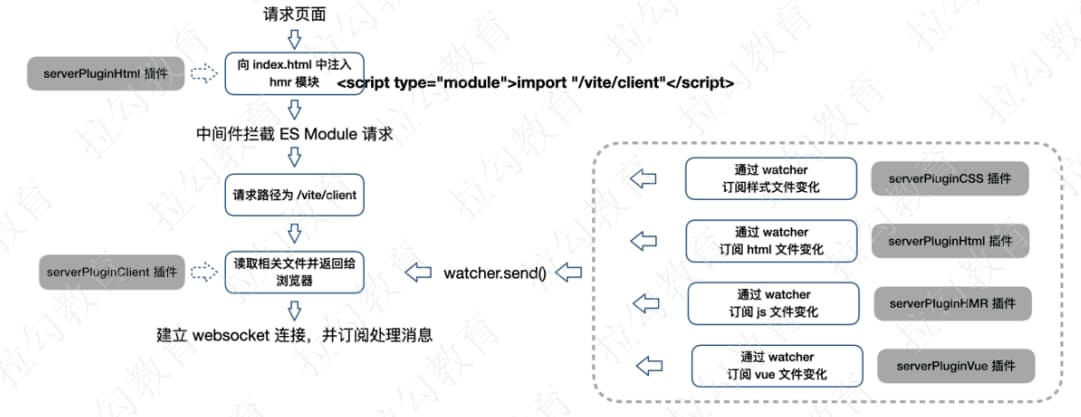 请求页面
serverPluginHtml 插件
向 index.html 中注入
hmr 模块
<script type="module">import "/vite/client"</script>
中间件拦截 ES Module 请求
请求路径为 /vite/client
serverPluginClient 插件
读取相关文件并返回给
浏览器
建立 websocket 连接，并订阅处理消息
watcher.send()
通过 watcher
订阅样式文件变化
serverPluginCSS 插件
通过 watcher
订阅 html 文件变化
serverPluginHtml 插件
通过 watcher
订阅 js 文件变化
serverPluginHMR 插件
通过 watcher
订阅 vue 文件变化
serverPluginVue 插件
拉勾教育